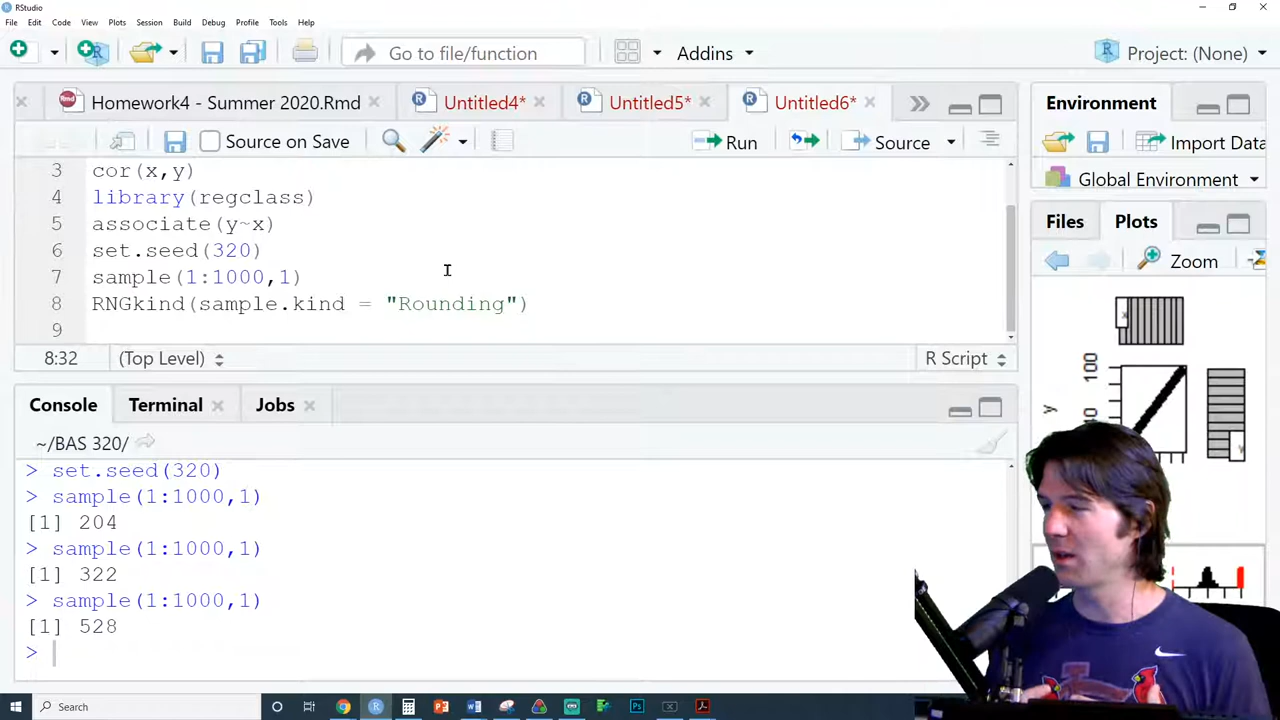 RStudio
File Edit Code View Plots Session Build Debug Profile Tools Help
Go to file/function Addins Project: (None)
Homework4 - Summer 2020.Rmd Untitled4* Untitled5* Untitled6*
Source on Save Run Source
3 cor(x,y)
4 library(regclass)
5 associate(y~x)
6 set.seed(320)
7 sample(1:1000,1)
8 RNGkind(sample.kind = "Rounding")
9
8:32 (Top Level) R Script
Console Terminal Jobs
~/BAS 320/
> set.seed(320)
> sample(1:1000,1)
[1] 204
> sample(1:1000,1)
[1] 322
> sample(1:1000,1)
[1] 528
>
Environment
Import Data
Global Environment
Files Plots
Zoom
x
100
y
40
y
Search